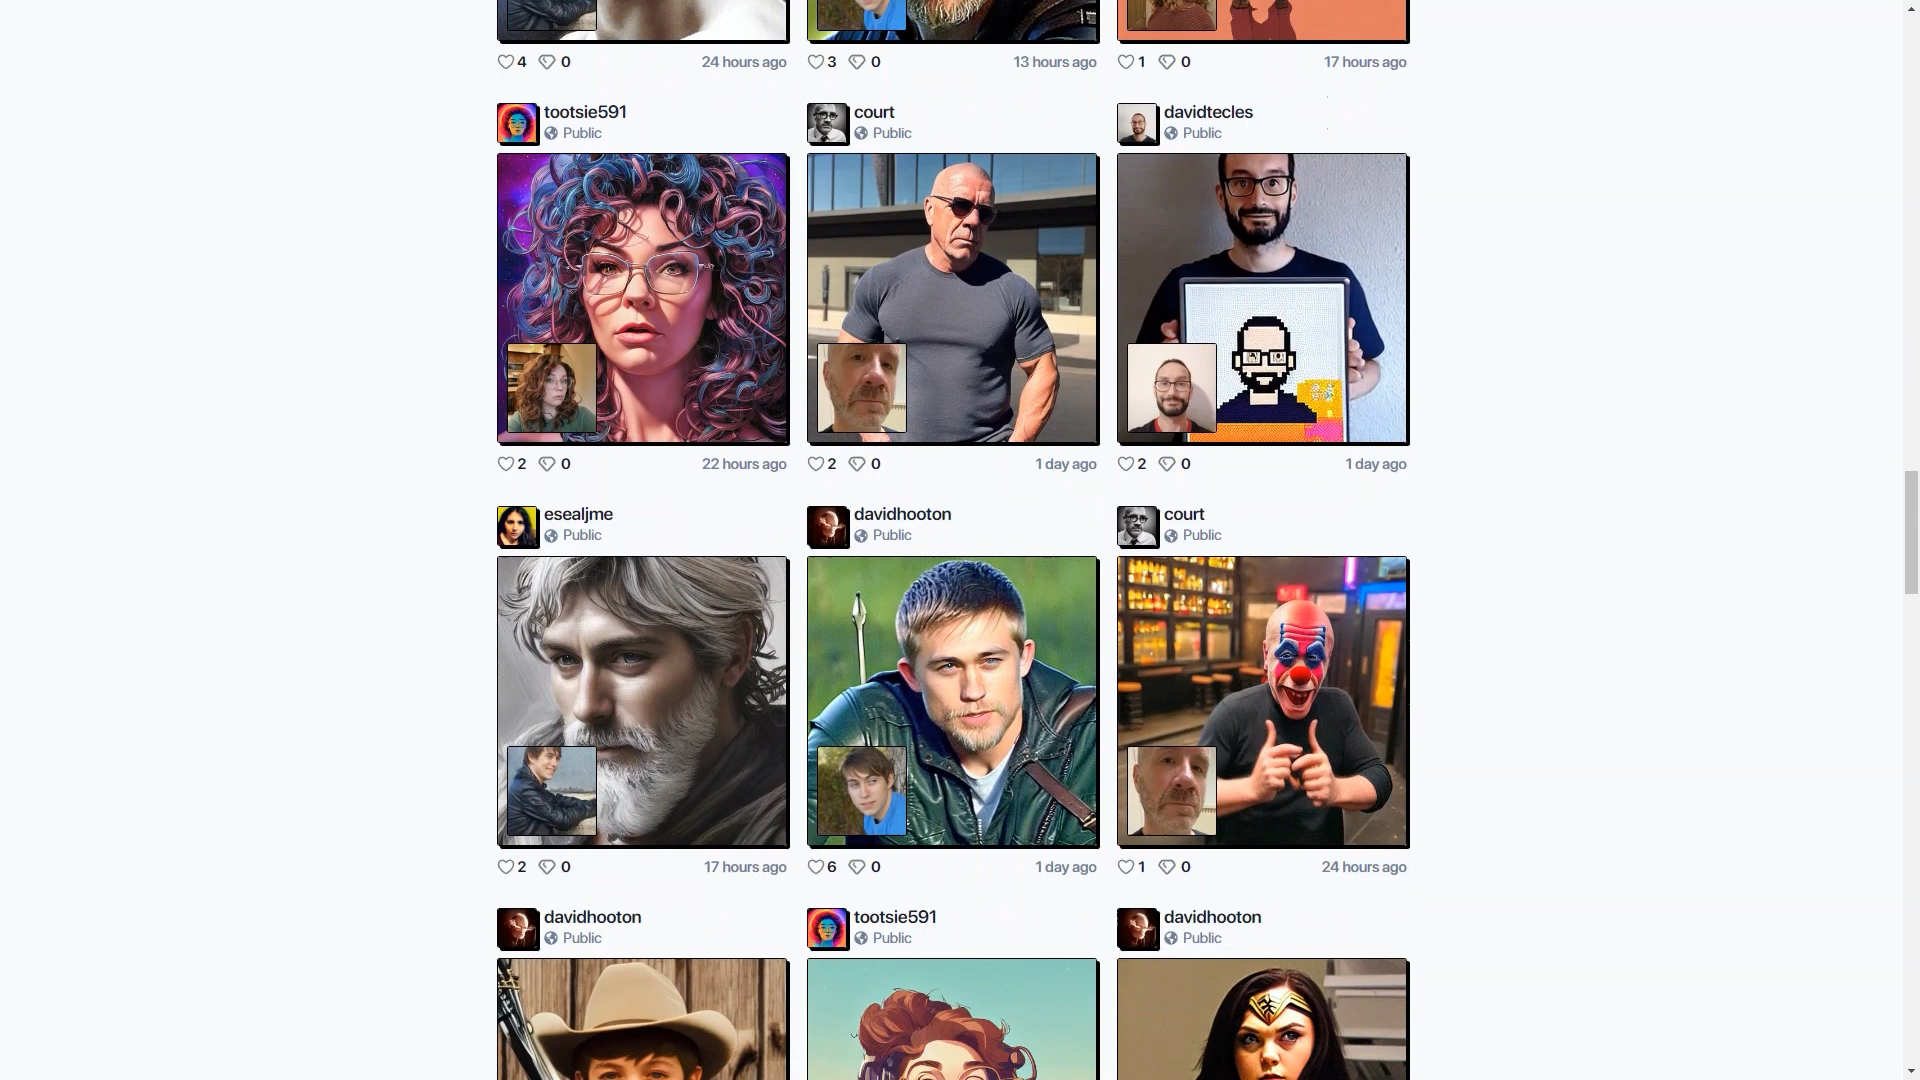 4 0 24 hours ago
3 0 13 hours ago
1 0 17 hours ago
tootsie591
Public
court
Public
davidtecles
Public
2 0 22 hours ago
2 0 1 day ago
2 0 1 day ago
esealjme
Public
davidhooton
Public
court
Public
2 0 17 hours ago
6 0 1 day ago
1 0 24 hours ago
davidhooton
Public
tootsie591
Public
davidhooton
Public